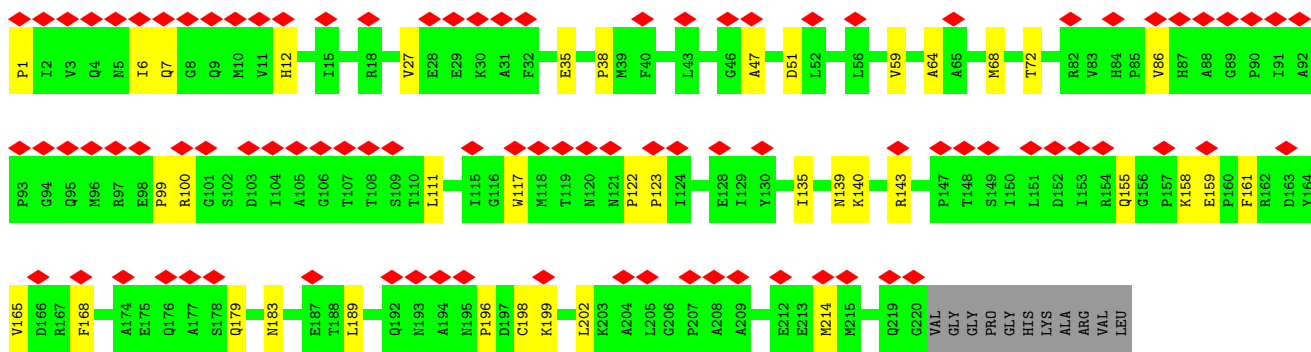 P1 I2 V3 Q4 N5 I6 Q7 G8 Q9 M10 V11 H12 I15 R18 V27 E28 E29 K30 A31 F32 E35 P38 M39 F40 L43 G46 A47 D51 L52 L56 V59 A64 A65 M68 T72 R82 V83 H84 P85 V86 H87 A88 G89 P90 I91 A92
P93 G94 Q95 M96 R97 E98 P99 R100 G101 S102 D103 I104 A105 G106 T107 T108 S109 T110 L111 I115 G116 W117 M118 T119 N120 N121 P122 P123 I124 E128 I129 Y130 I135 N139 K140 R143 P147 T148 S149 I150 L151 D152 I153 R154 Q155 G156 P157 K158 E159 P160 F161 R162 D163 Y164
V165 D166 R167 F168 A174 E175 Q176 A177 S178 Q179 N183 E187 T188 L189 Q192 N193 A194 N195 P196 D197 C198 K199 L202 K203 A204 L205 G206 P207 A208 A209 E212 E213 M214 M215 Q219 G220 VAL GLY GLY PRO GLY HIS LYS ALA ARG VAL LEU